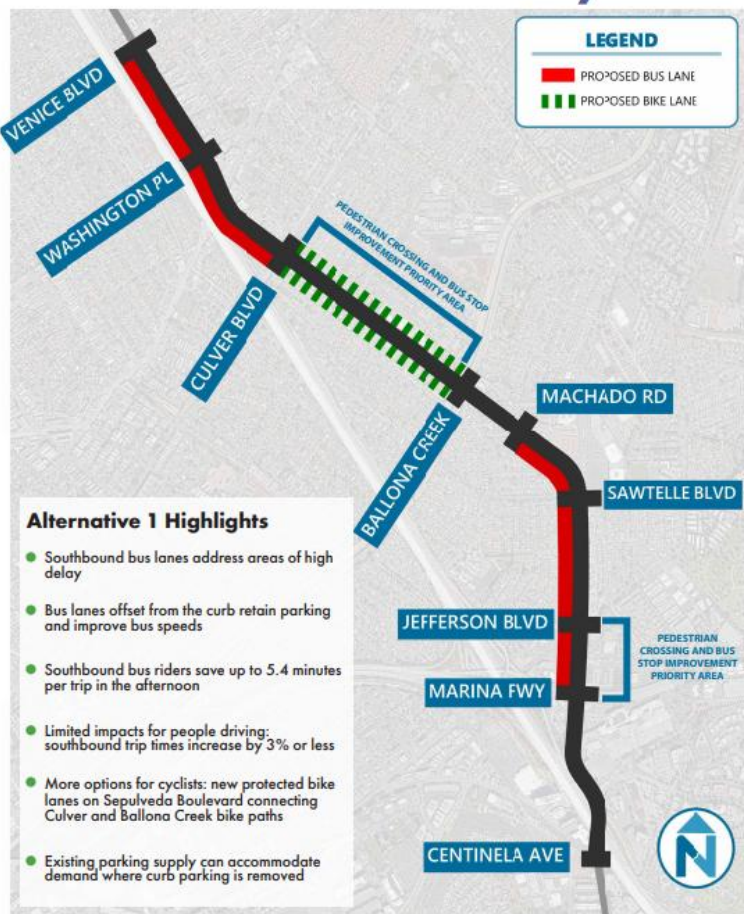 LEGEND
PROPOSED BUS LANE
PROPOSED BIKE LANE
VENICE BLVD
WASHINGTON PL
PEDESTRIAN CROSSING AND BUS STOP
IMPROVEMENT PRIORITY AREA
CULVER BLVD
MACHADO RD
BALLONA CREEK
SAWTELLE BLVD
JEFFERSON BLVD
PEDESTRIAN
CROSSING AND BUS
STOP IMPROVEMENT
PRIORITY AREA
MARINA FWY
CENTINELA AVE
N
Alternative 1 Highlights
Southbound bus lanes address areas of high
delay
Bus lanes offset from the curb retain parking
and improve bus speeds
Southbound bus riders save up to 5.4 minutes
per trip in the afternoon
Limited impacts for people driving:
southbound trip times increase by 3% or less
More options for cyclists: new protected bike
lanes on Sepulveda Boulevard connecting
Culver and Ballona Creek bike paths
Existing parking supply can accommodate
demand where curb parking is removed